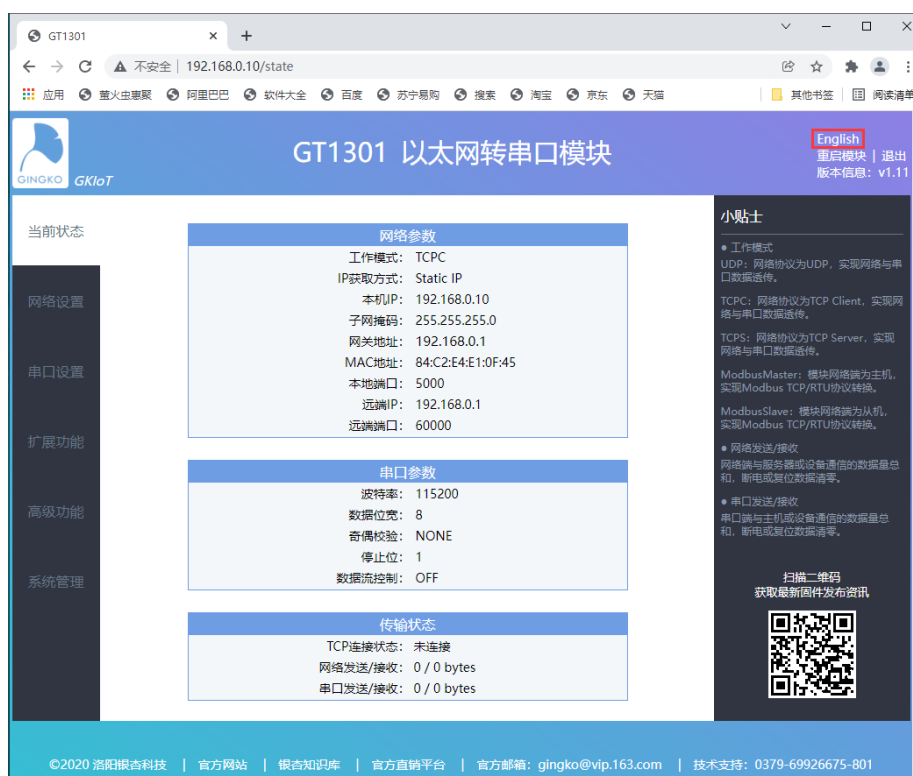 GT1301
不安全 | 192.168.0.10/state
应用 萤火虫惠聚 阿里巴巴 软件大全 百度 苏宁易购 搜索 淘宝 京东 天猫 其他书签 阅读清单
GINGKO GKIoT
GT1301 以太网转串口模块
English
重启模块 | 退出
版本信息: v1.11
当前状态
网络设置
串口设置
扩展功能
高级功能
系统管理
网络参数
工作模式: TCPC
IP获取方式: Static IP
本机IP: 192.168.0.10
子网掩码: 255.255.255.0
网关地址: 192.168.0.1
MAC地址: 84:C2:E4:E1:0F:45
本地端口: 5000
远端IP: 192.168.0.1
远端端口: 60000
串口参数
波特率: 115200
数据位宽: 8
奇偶校验: NONE
停止位: 1
数据流控制: OFF
传输状态
TCP连接状态: 未连接
网络发送/接收: 0 / 0 bytes
串口发送/接收: 0 / 0 bytes
小贴士
● 工作模式
UDP: 网络协议为UDP, 实现网络与串
口数据透传。
TCPC: 网络协议为TCP Client, 实现网
络与串口数据透传。
TCPS: 网络协议为TCP Server, 实现
网络与串口数据透传。
ModbusMaster: 模块网络端为主机,
实现Modbus TCP/RTU协议转换。
ModbusSlave: 模块网络端为从机,
实现Modbus TCP/RTU协议转换。
● 网络发送/接收
网络端与服务器或设备通信的数据量总
和, 断电或复位数据清零。
● 串口发送/接收
串口端与主机或设备通信的数据量总
和, 断电或复位数据清零。
扫描二维码
获取最新固件发布资讯
©2020 洛阳银杏科技 | 官方网站 | 银杏知识库 | 官方直销平台 | 官方邮箱: gingko@vip.163.com | 技术支持: 0379-69926675-801